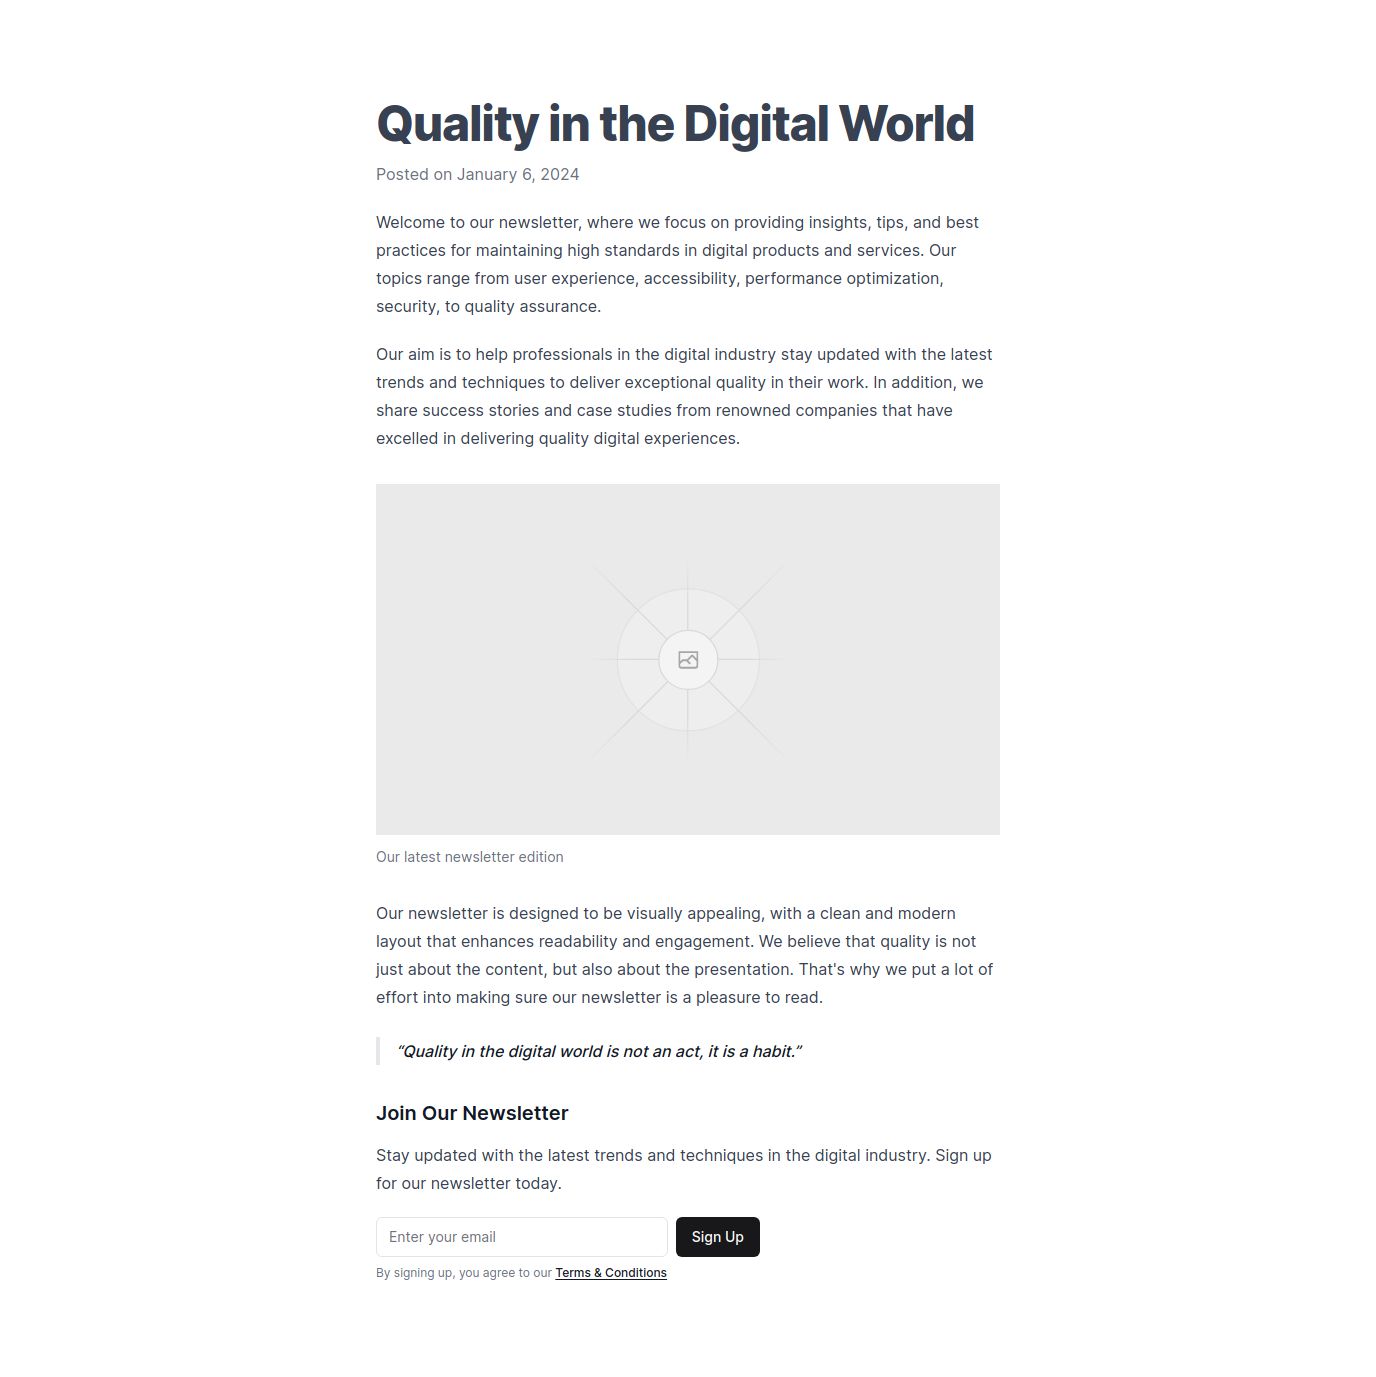 Quality in the Digital World
Posted on January 6, 2024
Welcome to our newsletter, where we focus on providing insights, tips, and best
practices for maintaining high standards in digital products and services. Our
topics range from user experience, accessibility, performance optimization,
security, to quality assurance.
Our aim is to help professionals in the digital industry stay updated with the latest
trends and techniques to deliver exceptional quality in their work. In addition, we
share success stories and case studies from renowned companies that have
excelled in delivering quality digital experiences.
Our latest newsletter edition
Our newsletter is designed to be visually appealing, with a clean and modern
layout that enhances readability and engagement. We believe that quality is not
just about the content, but also about the presentation. That's why we put a lot of
effort into making sure our newsletter is a pleasure to read.
“Quality in the digital world is not an act, it is a habit.”
Join Our Newsletter
Stay updated with the latest trends and techniques in the digital industry. Sign up
for our newsletter today.
Enter your email
Sign Up
By signing up, you agree to our Terms & Conditions